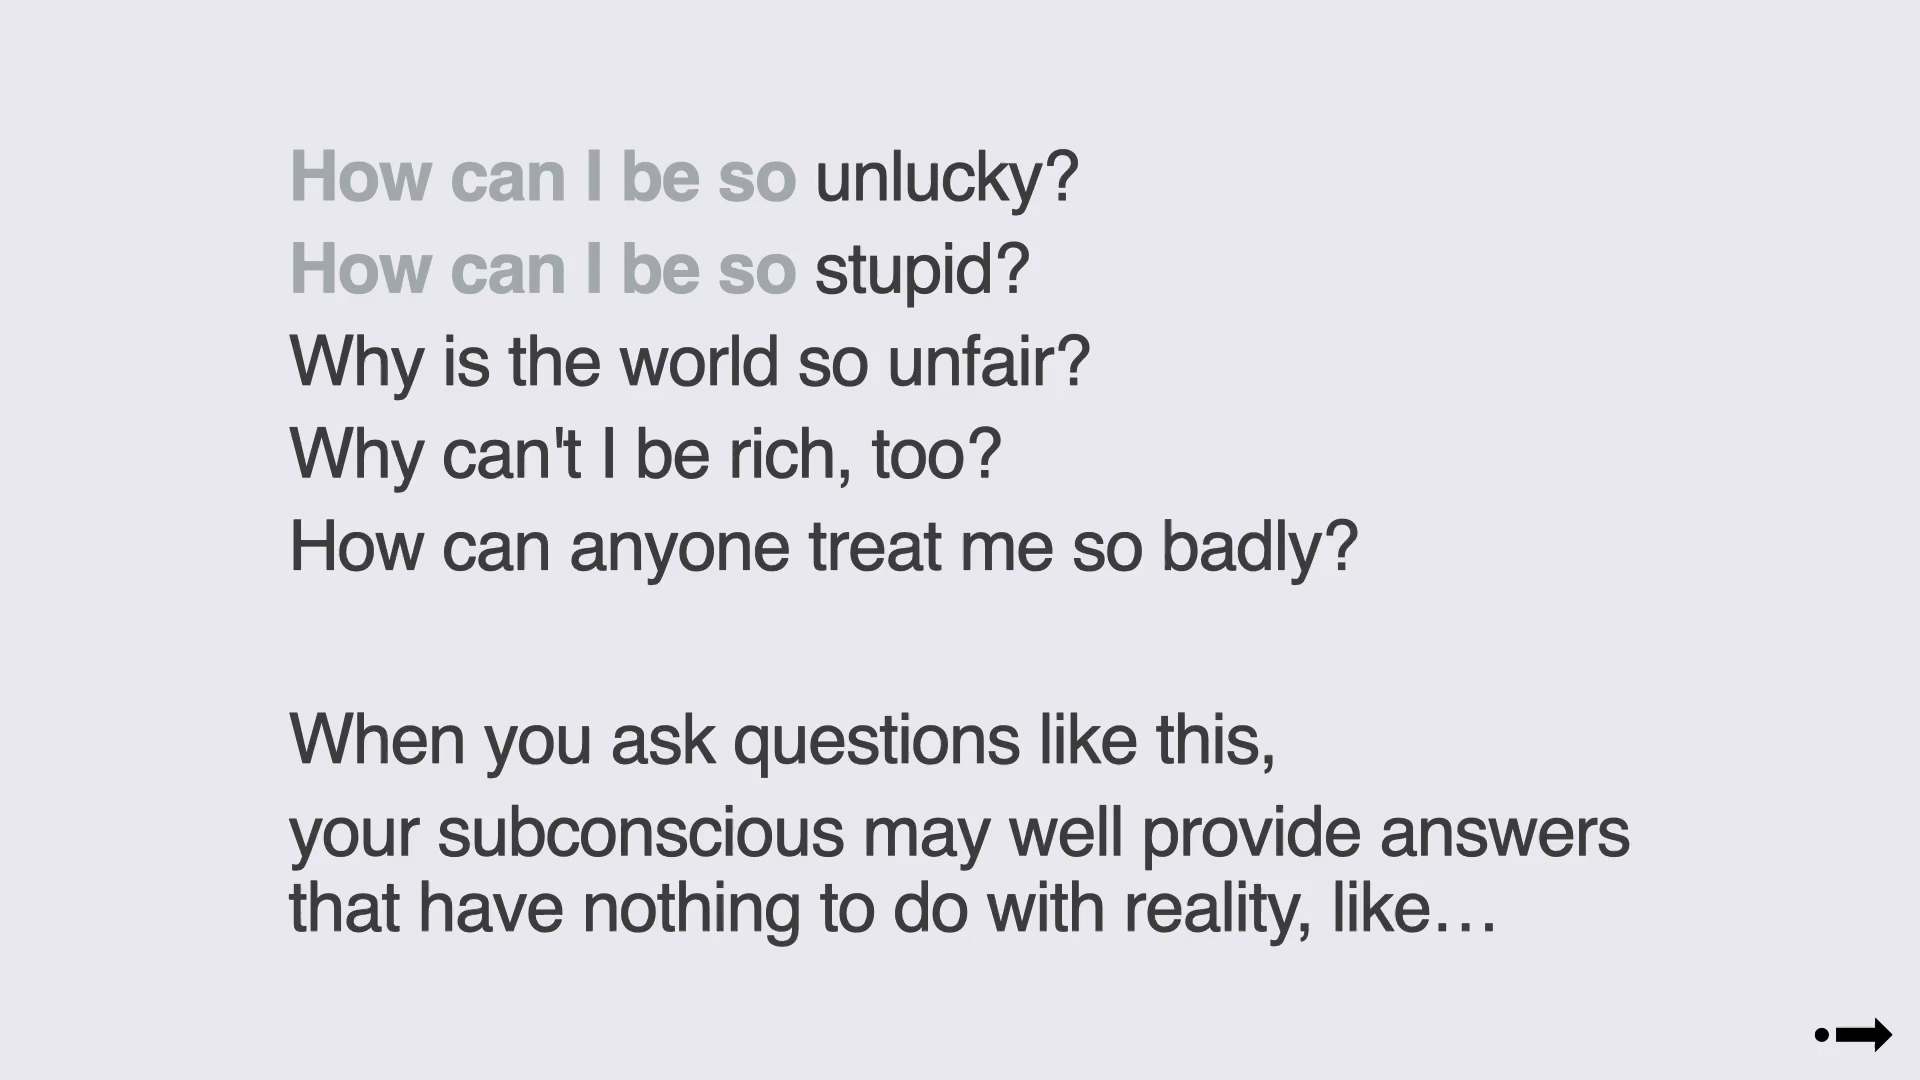 How can I be so unlucky?
How can I be so stupid?
Why is the world so unfair?
Why can't I be rich, too?
How can anyone treat me so badly?
When you ask questions like this,
your subconscious may well provide answers
that have nothing to do with reality, like…